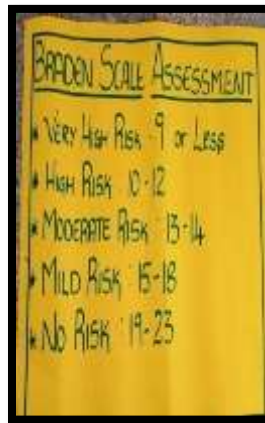 BRADEN SCALE ASSESSMENT
* VERY HIGH RISK : 9 OR LESS
* HIGH RISK 10-12
* MODERATE RISK : 13-14
* MILD RISK : 15-18
* NO RISK : 19-23